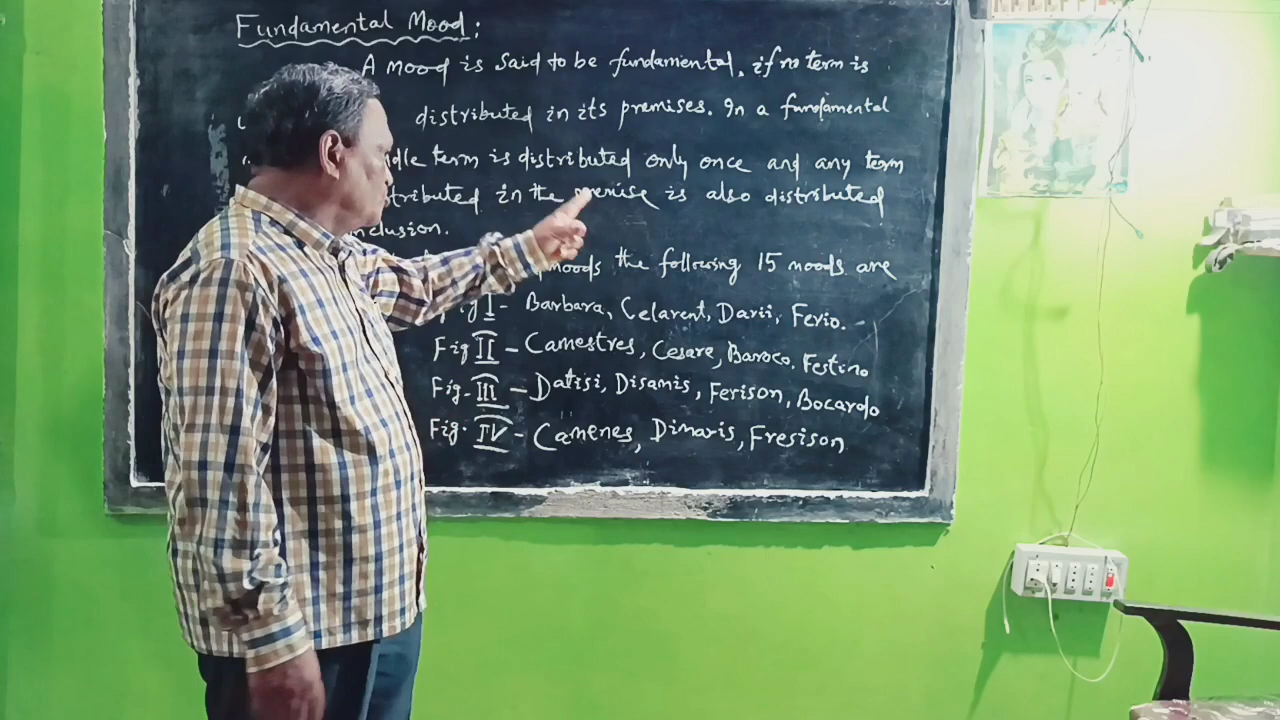 Fundamental Mood:
A Mood is said to be fundamental, if no term is
distributed in its premises. In a fundamental
dle term is distributed only once and any term
tributed in the premise is also distributed
nclusion.
moods the following 15 moods are
Fig I - Barbara, Celarent, Darii, Ferio.
Fig II - Camestres, Cesare, Baroco, Festino
Fig. III - Datisi, Disamis, Ferison, Bocardo
Fig. IV - Camenes, Dimaris, Fresison